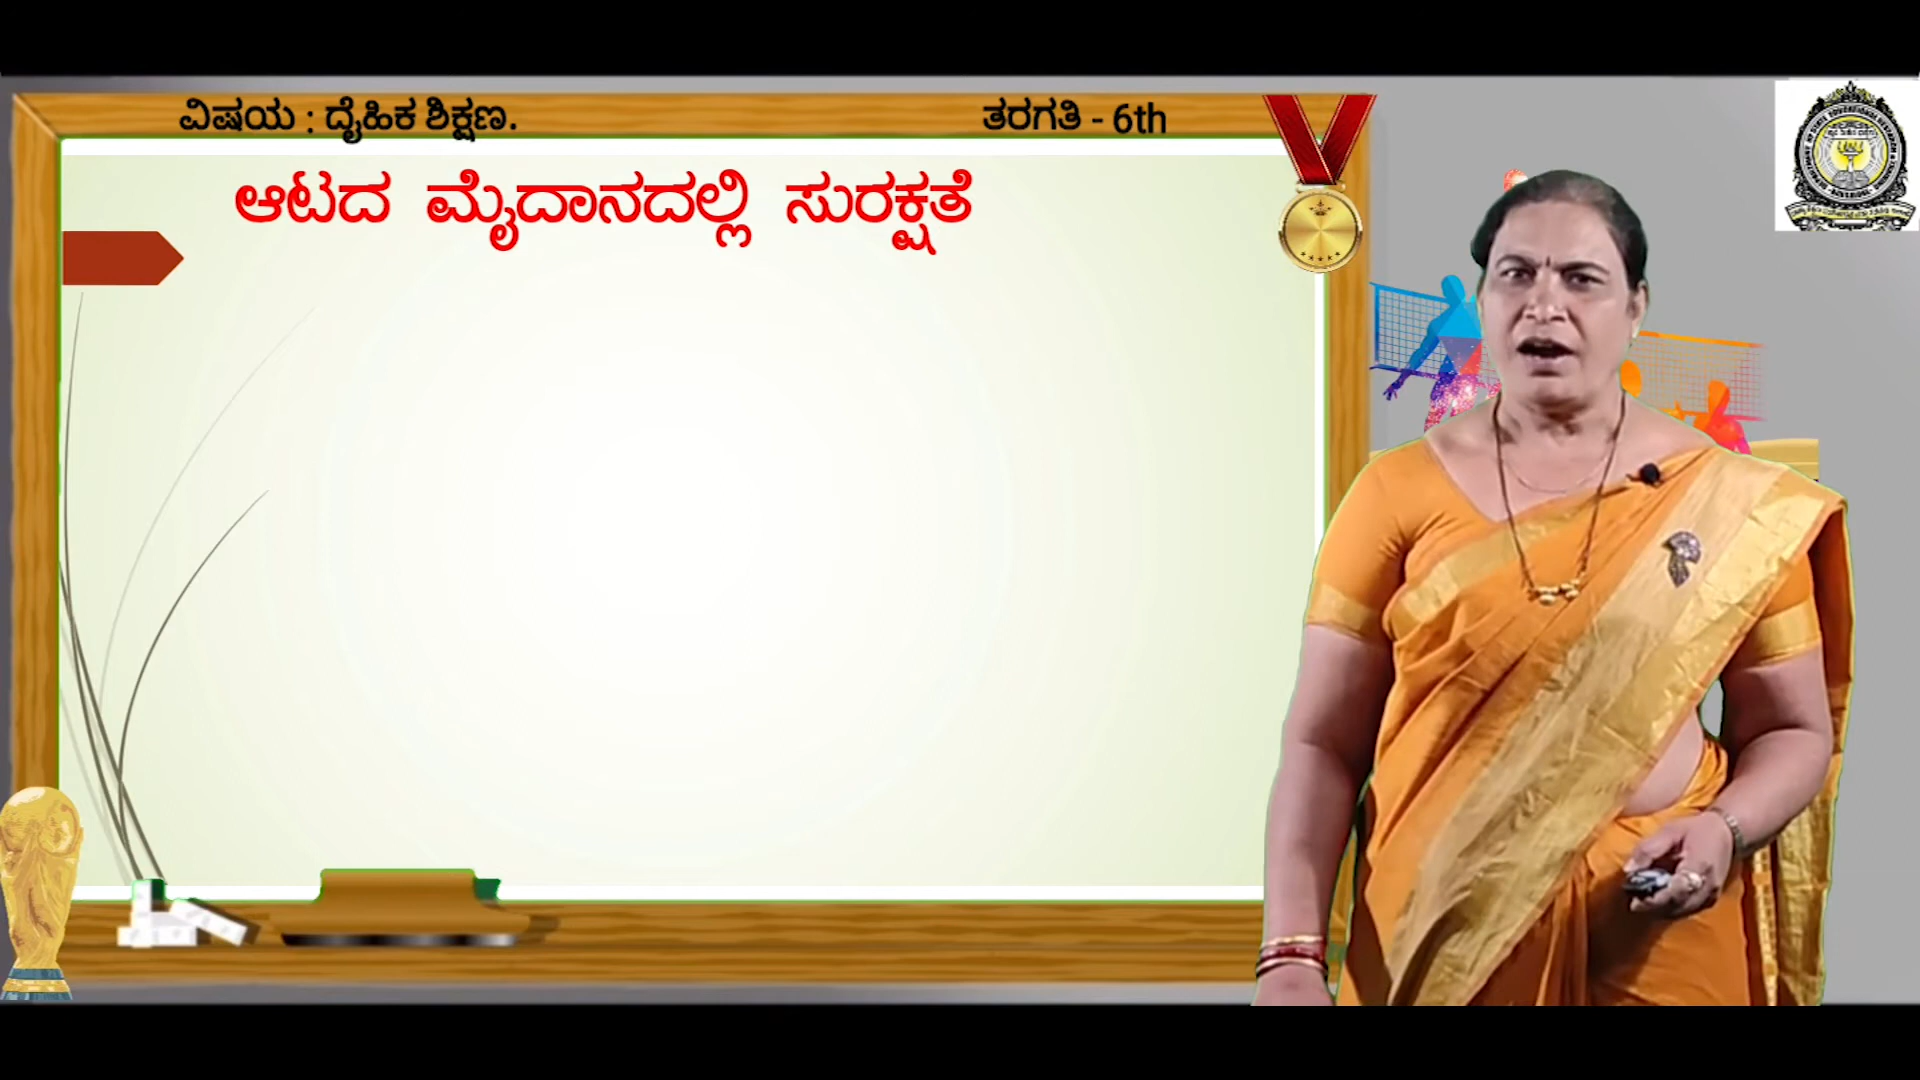 ವಿಷಯ : ದೈಹಿಕ ಶಿಕ್ಷಣ.
ತರಗತಿ - 6th
ಆಟದ ಮೈದಾನದಲ್ಲಿ ಸುರಕ್ಷತೆ